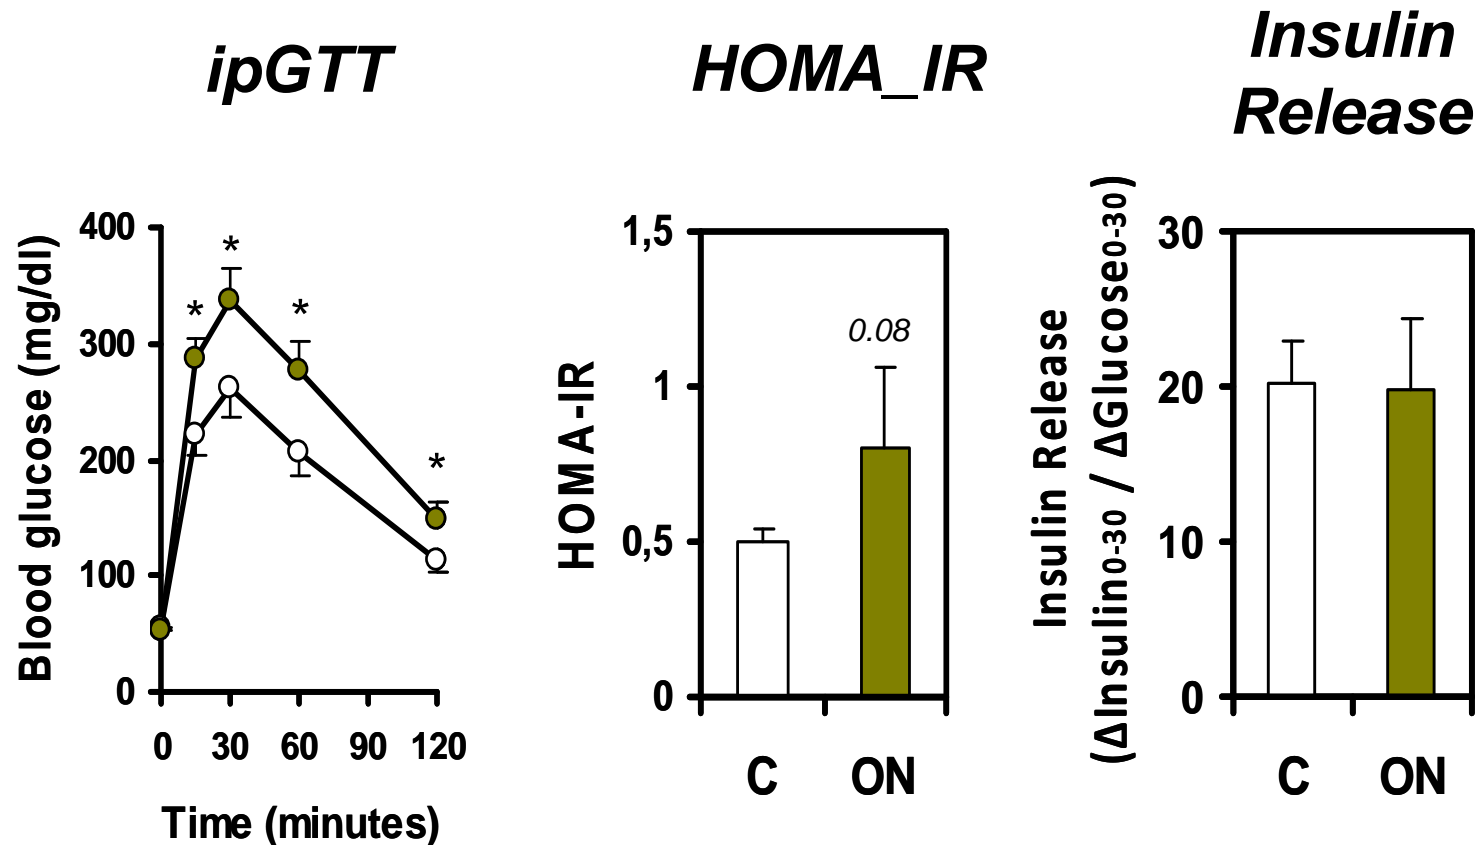 ipGTT
HOMA_IR
Insulin
Release
Blood glucose (mg/dl)
400
300
200
100
0
*
*
*
*
0 30 60 90 120
Time (minutes)
HOMA-IR
1,5
1
0,5
0
0.08
C ON
Insulin Release
(ΔInsulin0-30 / ΔGlucose0-30)
30
20
10
0
C ON